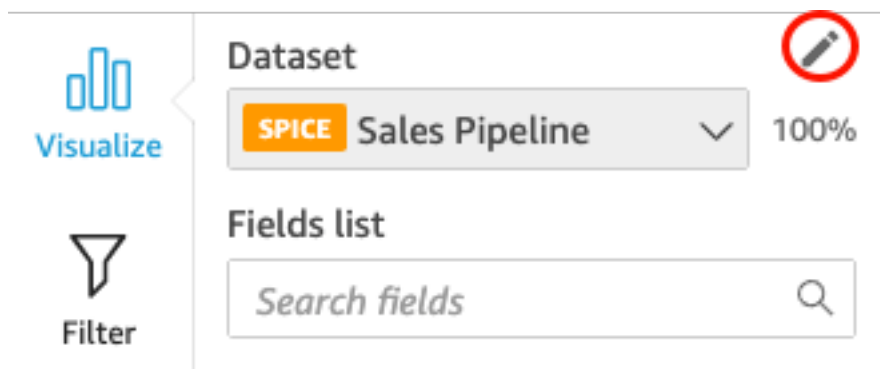 Dataset
SPICE Sales Pipeline
100%
Visualize
Fields list
Search fields
Filter